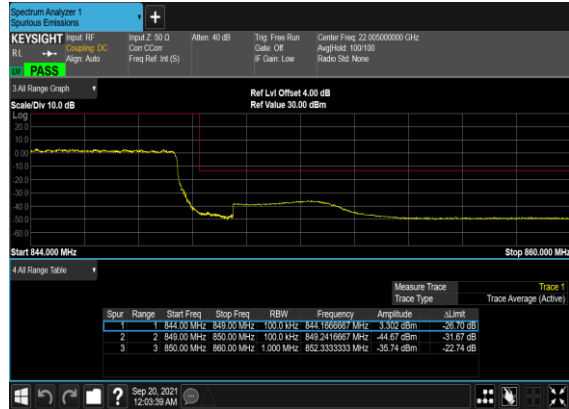 Spectrum Analyzer 1
Spurious Emissions
KEYSIGHT Input: RF Input Z: 50 Ω Atten: 40 dB Trig: Free Run Center Freq: 22.005000000 GHz
RL Coupling: DC Corr CCorr Gate: Off Avg|Hold: 100/100
Align: Auto Freq Ref: Int (S) IF Gain: Low Radio Std: None
PASS
3 All Range Graph
Ref Lvl Offset 4.00 dB
Scale/Div 10.0 dB Ref Value 30.00 dBm
Log
20.0
10.0
0.00
-10.0
-20.0
-30.0
-40.0
-50.0
-60.0
Start 844.000 MHz Stop 860.000 MHz
4 All Range Table
Measure Trace Trace 1
Trace Type Trace Average (Active)
Spur Range Start Freq Stop Freq RBW Frequency Amplitude ΔLimit
1 1 844.00 MHz 849.00 MHz 100.0 kHz 844.1666667 MHz 3.302 dBm -26.70 dB
2 2 849.00 MHz 850.00 MHz 100.0 kHz 849.2416667 MHz -44.67 dBm -31.67 dB
3 3 850.00 MHz 860.00 MHz 1.000 MHz 852.3333333 MHz -35.74 dBm -22.74 dB
? Sep 20, 2021
12:03:39 AM